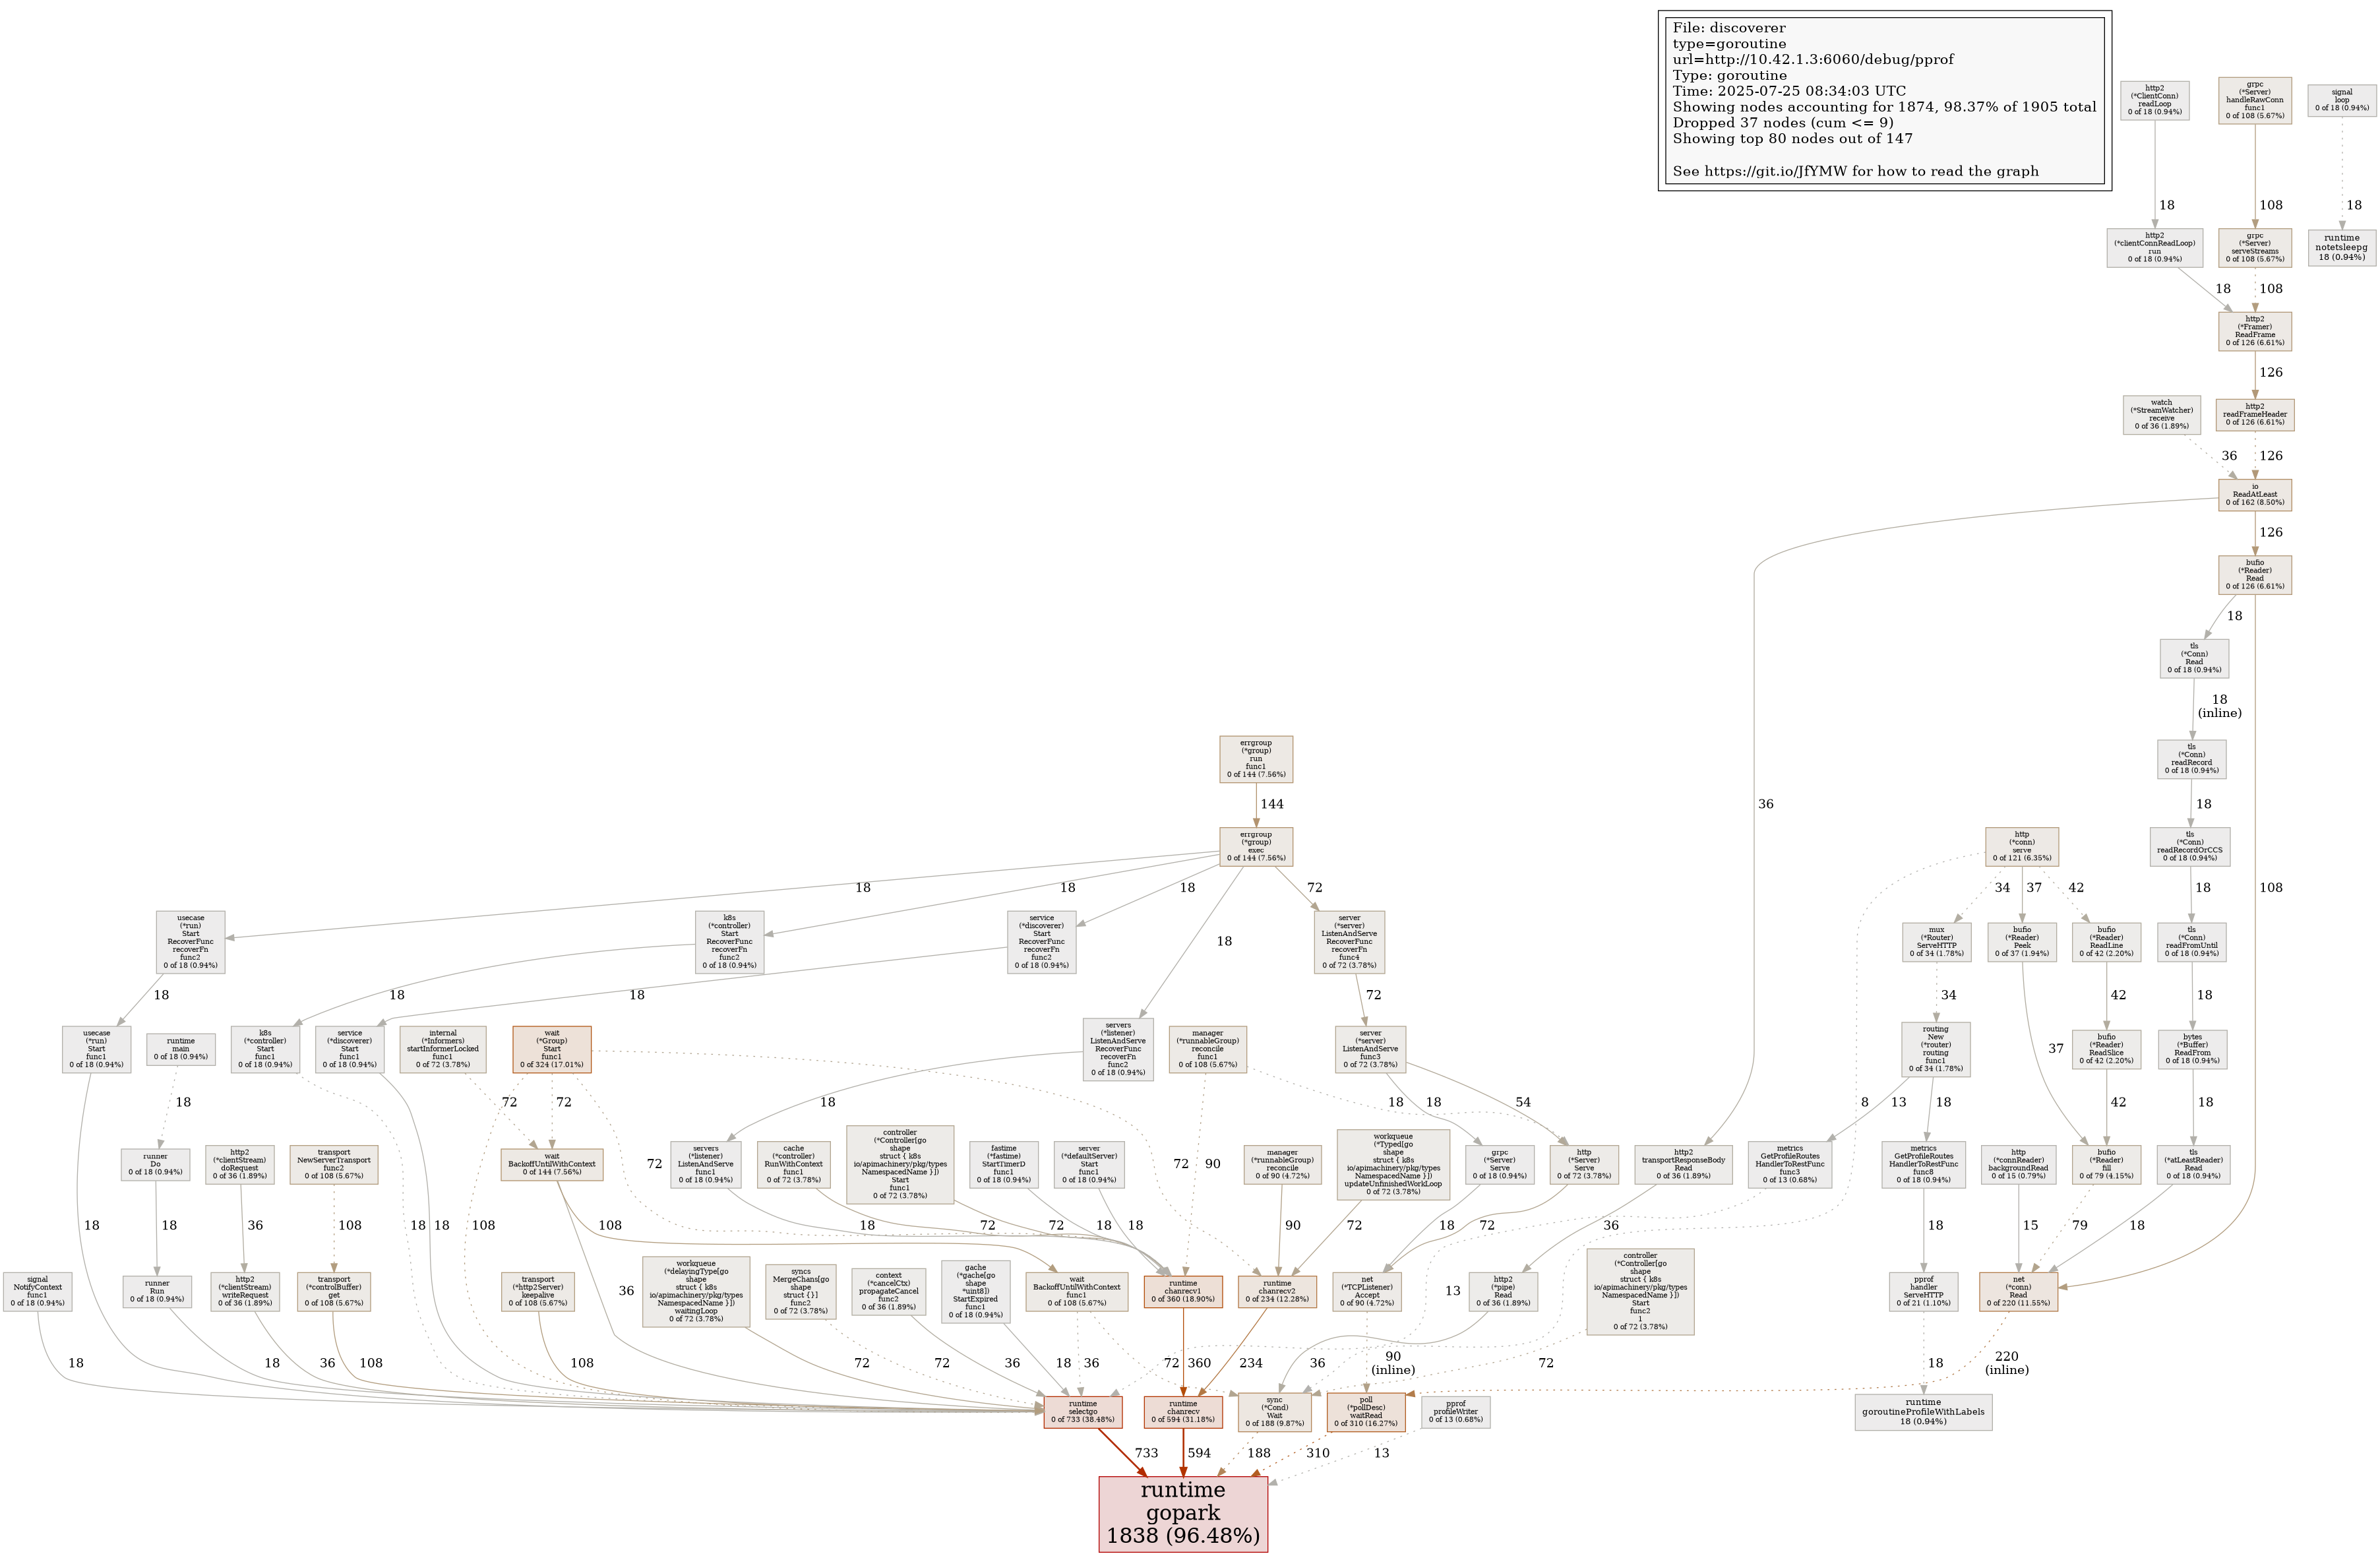 File: discoverer
type=goroutine
url=http://10.42.1.3:6060/debug/pprof
Type: goroutine
Time: 2025-07-25 08:34:03 UTC
Showing nodes accounting for 1874, 98.37% of 1905 total
Dropped 37 nodes (cum <= 9)
Showing top 80 nodes out of 147
See https://git.io/JfYMW for how to read the graph
http2
(*ClientConn)
readLoop
0 of 18 (0.94%)
grpc
(*Server)
handleRawConn
func1
0 of 108 (5.67%)
signal
loop
0 of 18 (0.94%)
18
108
18
http2
(*clientConnReadLoop)
run
0 of 18 (0.94%)
grpc
(*Server)
serveStreams
0 of 108 (5.67%)
runtime
notetsleepg
18 (0.94%)
18
108
http2
(*Framer)
ReadFrame
0 of 126 (6.61%)
126
watch
(*StreamWatcher)
receive
0 of 36 (1.89%)
http2
readFrameHeader
0 of 126 (6.61%)
36
126
io
ReadAtLeast
0 of 162 (8.50%)
126
bufio
(*Reader)
Read
0 of 126 (6.61%)
18
tls
(*Conn)
Read
0 of 18 (0.94%)
18
(inline)
errgroup
(*group)
run
func1
0 of 144 (7.56%)
tls
(*Conn)
readRecord
0 of 18 (0.94%)
144
36
18
errgroup
(*group)
exec
0 of 144 (7.56%)
http
(*conn)
serve
0 of 121 (6.35%)
tls
(*Conn)
readRecordOrCCS
0 of 18 (0.94%)
18
18
18
72
34
37
42
18
108
usecase
(*run)
Start
RecoverFunc
recoverFn
func2
0 of 18 (0.94%)
k8s
(*controller)
Start
RecoverFunc
recoverFn
func2
0 of 18 (0.94%)
service
(*discoverer)
Start
RecoverFunc
recoverFn
func2
0 of 18 (0.94%)
18
server
(*server)
ListenAndServe
RecoverFunc
recoverFn
func4
0 of 72 (3.78%)
mux
(*Router)
ServeHTTP
0 of 34 (1.78%)
bufio
(*Reader)
Peek
0 of 37 (1.94%)
bufio
(*Reader)
ReadLine
0 of 42 (2.20%)
tls
(*Conn)
readFromUntil
0 of 18 (0.94%)
18
18
18
72
34
42
18
usecase
(*run)
Start
func1
0 of 18 (0.94%)
runtime
main
0 of 18 (0.94%)
k8s
(*controller)
Start
func1
0 of 18 (0.94%)
service
(*discoverer)
Start
func1
0 of 18 (0.94%)
internal
(*Informers)
startInformerLocked
func1
0 of 72 (3.78%)
wait
(*Group)
Start
func1
0 of 324 (17.01%)
servers
(*listener)
ListenAndServe
RecoverFunc
recoverFn
func2
0 of 18 (0.94%)
manager
(*runnableGroup)
reconcile
func1
0 of 108 (5.67%)
server
(*server)
ListenAndServe
func3
0 of 72 (3.78%)
routing
New
(*router)
routing
func1
0 of 34 (1.78%)
37
bufio
(*Reader)
ReadSlice
0 of 42 (2.20%)
bytes
(*Buffer)
ReadFrom
0 of 18 (0.94%)
18
72
72
18
18
18
54
8
13
18
42
18
runner
Do
0 of 18 (0.94%)
http2
(*clientStream)
doRequest
0 of 36 (1.89%)
transport
NewServerTransport
func2
0 of 108 (5.67%)
wait
BackoffUntilWithContext
0 of 144 (7.56%)
72
servers
(*listener)
ListenAndServe
func1
0 of 18 (0.94%)
cache
(*controller)
RunWithContext
func1
0 of 72 (3.78%)
controller
(*Controller[go
shape
struct { k8s
io/apimachinery/pkg/types
NamespacedName }])
Start
func1
0 of 72 (3.78%)
fastime
(*fastime)
StartTimerD
func1
0 of 18 (0.94%)
server
(*defaultServer)
Start
func1
0 of 18 (0.94%)
72
90
manager
(*runnableGroup)
reconcile
0 of 90 (4.72%)
workqueue
(*Typed[go
shape
struct { k8s
io/apimachinery/pkg/types
NamespacedName }])
updateUnfinishedWorkLoop
0 of 72 (3.78%)
grpc
(*Server)
Serve
0 of 18 (0.94%)
http
(*Server)
Serve
0 of 72 (3.78%)
http2
transportResponseBody
Read
0 of 36 (1.89%)
metrics
GetProfileRoutes
HandlerToRestFunc
func3
0 of 13 (0.68%)
metrics
GetProfileRoutes
HandlerToRestFunc
func8
0 of 18 (0.94%)
http
(*connReader)
backgroundRead
0 of 15 (0.79%)
bufio
(*Reader)
fill
0 of 79 (4.15%)
tls
(*atLeastReader)
Read
0 of 18 (0.94%)
18
18
36
108
18
18
108
108
18
72
72
18
18
90
72
18
72
36
18
15
79
18
signal
NotifyContext
func1
0 of 18 (0.94%)
runner
Run
0 of 18 (0.94%)
http2
(*clientStream)
writeRequest
0 of 36 (1.89%)
transport
(*controlBuffer)
get
0 of 108 (5.67%)
transport
(*http2Server)
keepalive
0 of 108 (5.67%)
36
workqueue
(*delayingType[go
shape
struct { k8s
io/apimachinery/pkg/types
NamespacedName }])
waitingLoop
0 of 72 (3.78%)
syncs
MergeChans[go
shape
struct {}]
func2
0 of 72 (3.78%)
context
(*cancelCtx)
propagateCancel
func2
0 of 36 (1.89%)
gache
(*gache[go
shape
*uint8])
StartExpired
func1
0 of 18 (0.94%)
wait
BackoffUntilWithContext
func1
0 of 108 (5.67%)
runtime
chanrecv1
0 of 360 (18.90%)
runtime
chanrecv2
0 of 234 (12.28%)
net
(*TCPListener)
Accept
0 of 90 (4.72%)
13
http2
(*pipe)
Read
0 of 36 (1.89%)
controller
(*Controller[go
shape
struct { k8s
io/apimachinery/pkg/types
NamespacedName }])
Start
func2
1
0 of 72 (3.78%)
pprof
handler
ServeHTTP
0 of 21 (1.10%)
net
(*conn)
Read
0 of 220 (11.55%)
18
18
36
108
108
72
72
36
18
36
72
360
234
36
90
(inline)
72
18
220
(inline)
runtime
selectgo
0 of 733 (38.48%)
runtime
chanrecv
0 of 594 (31.18%)
sync
(*Cond)
Wait
0 of 188 (9.87%)
poll
(*pollDesc)
waitRead
0 of 310 (16.27%)
pprof
profileWriter
0 of 13 (0.68%)
runtime
goroutineProfileWithLabels
18 (0.94%)
733
594
188
310
13
runtime
gopark
1838 (96.48%)